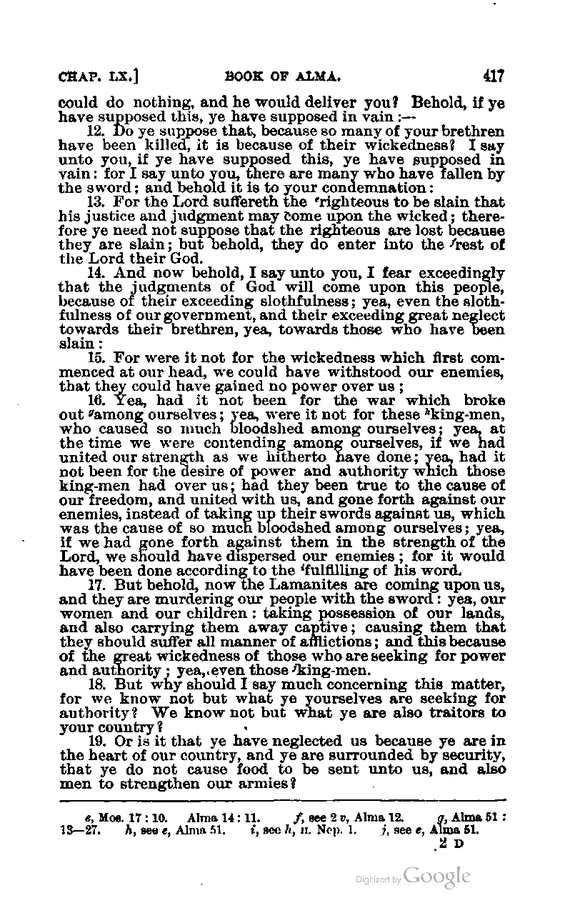 CHAP. LX.] BOOK OF ALMA. 417
could do nothing, and he would deliver you? Behold, if ye
have supposed this, ye have supposed in vain:—
12. Do ye suppose that, because so many of your brethren
have been killed, it is because of their wickedness? I say
unto you, if ye have supposed this, ye have supposed in
vain: for I say unto you, there are many who have fallen by
the sword; and behold it is to your condemnation:
13. For the Lord suffereth the ᵉrighteous to be slain that
his justice and judgment may come upon the wicked; there-
fore ye need not suppose that the righteous are lost because
they are slain; but behold, they do enter into the ᶠrest of
the Lord their God.
14. And now behold, I say unto you, I fear exceedingly
that the judgments of God will come upon this people,
because of their exceeding slothfulness; yea, even the sloth-
fulness of our government, and their exceeding great neglect
towards their brethren, yea, towards those who have been
slain:
15. For were it not for the wickedness which first com-
menced at our head, we could have withstood our enemies,
that they could have gained no power over us;
16. Yea, had it not been for the war which broke
out ᵍamong ourselves; yea, were it not for these ʰking-men,
who caused so much bloodshed among ourselves; yea, at
the time we were contending among ourselves, if we had
united our strength as we hitherto have done; yea, had it
not been for the desire of power and authority which those
king-men had over us; had they been true to the cause of
our freedom, and united with us, and gone forth against our
enemies, instead of taking up their swords against us, which
was the cause of so much bloodshed among ourselves; yea,
if we had gone forth against them in the strength of the
Lord, we should have dispersed our enemies; for it would
have been done according to the ⁱfulfilling of his word.
17. But behold, now the Lamanites are coming upon us,
and they are murdering our people with the sword: yea, our
women and our children: taking possession of our lands,
and also carrying them away captive; causing them that
they should suffer all manner of afflictions; and this because
of the great wickedness of those who are seeking for power
and authority; yea, even those ʲking-men.
18. But why should I say much concerning this matter,
for we know not but what ye yourselves are seeking for
authority? We know not but what ye are also traitors to
your country?
19. Or is it that ye have neglected us because ye are in
the heart of our country, and ye are surrounded by security,
that ye do not cause food to be sent unto us, and also
men to strengthen our armies?
e, Mos. 17:10. Alma 14:11. f, see 2 v, Alma 12. g, Alma 51:
13—27. h, see e, Alma 51. i, see h, II. Nep. 1. j, see e, Alma 51.
2 D
Digitized by Google